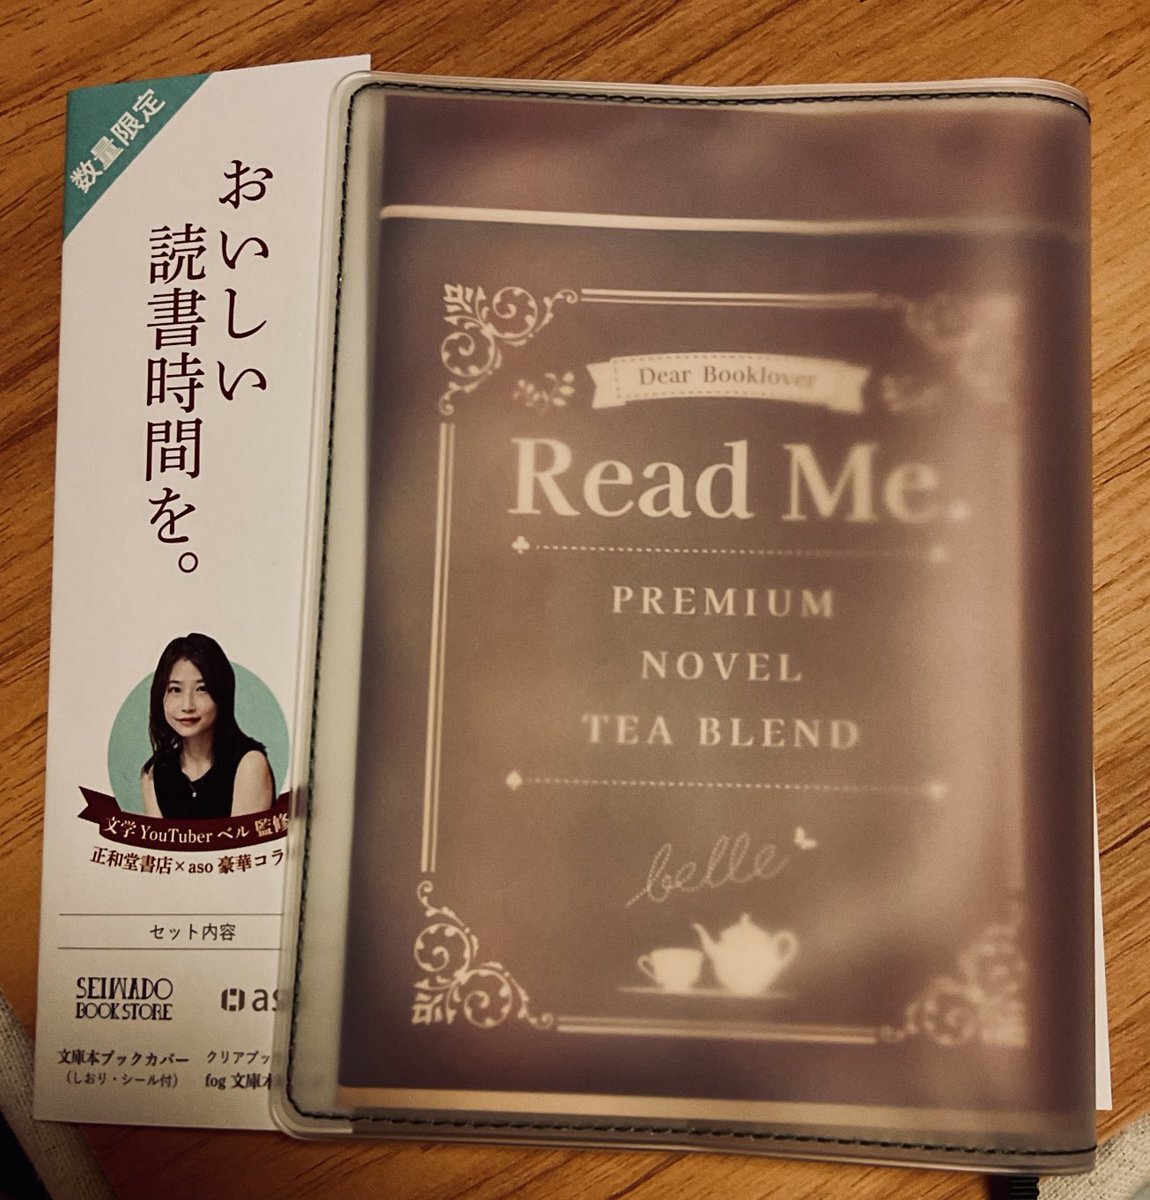 数量限定
おいしい
読書時間を。
文学YouTuberベル 監修
正和堂書店×aso 豪華コラ
セット内容
SEIWADO
BOOK STORE
as
文庫本ブックカバー
(しおり・シール付)
クリアブッ
fog 文庫本
Dear Booklover
Read Me.
PREMIUM
NOVEL
TEA BLEND
belle